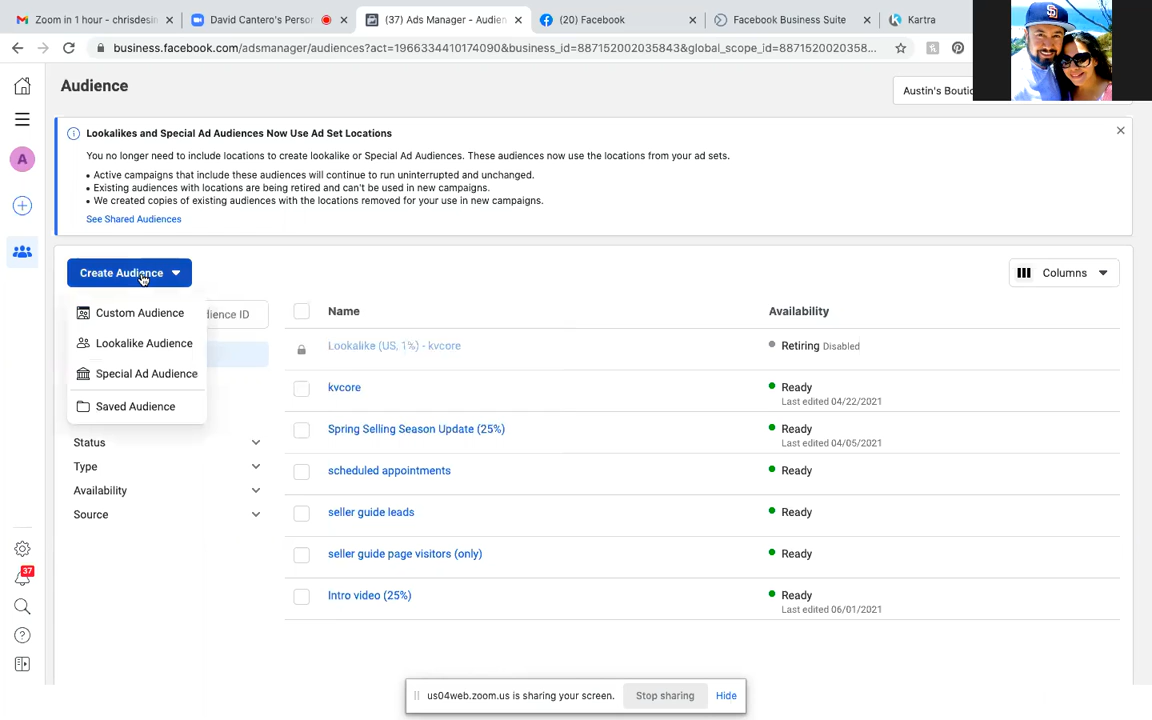 Zoom in 1 hour - chrisdesin
David Cantero's Perso
(37) Ads Manager - Audien
(20) Facebook
Facebook Business Suite
Kartra
business.facebook.com/adsmanager/audiences?act=1966334410174090&business_id=887152002035843&global_scope_id=8871520020358...
Audience
Austin's Boutiq
A
Lookalikes and Special Ad Audiences Now Use Ad Set Locations
You no longer need to include locations to create lookalike or Special Ad Audiences. These audiences now use the locations from your ad sets.
• Active campaigns that include these audiences will continue to run uninterrupted and unchanged.
• Existing audiences with locations are being retired and can't be used in new campaigns.
• We created copies of existing audiences with the locations removed for your use in new campaigns.
See Shared Audiences
Create Audience
Columns
Custom Audience
Lookalike Audience
Special Ad Audience
Saved Audience
dience ID
Status
Type
Availability
Source
Name
Availability
Lookalike (US, 1%) - kvcore
Retiring Disabled
kvcore
Ready
Last edited 04/22/2021
Spring Selling Season Update (25%)
Ready
Last edited 04/05/2021
scheduled appointments
Ready
seller guide leads
Ready
seller guide page visitors (only)
Ready
Intro video (25%)
Ready
Last edited 06/01/2021
37
us04web.zoom.us is sharing your screen.
Stop sharing
Hide